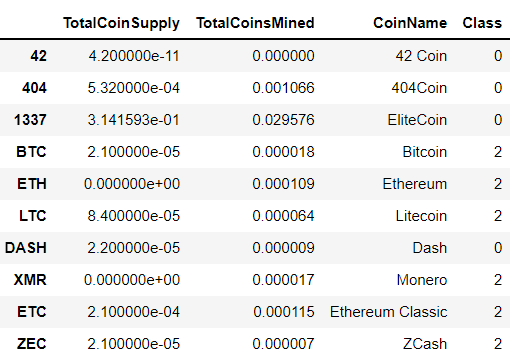 TotalCoinSupply TotalCoinsMined CoinName Class
42 4.200000e-11 0.000000 42 Coin 0
404 5.320000e-04 0.001066 404Coin 0
1337 3.141593e-01 0.029576 EliteCoin 0
BTC 2.100000e-05 0.000018 Bitcoin 2
ETH 0.000000e+00 0.000109 Ethereum 2
LTC 8.400000e-05 0.000064 Litecoin 2
DASH 2.200000e-05 0.000009 Dash 0
XMR 0.000000e+00 0.000017 Monero 2
ETC 2.100000e-04 0.000115 Ethereum Classic 2
ZEC 2.100000e-05 0.000007 ZCash 2